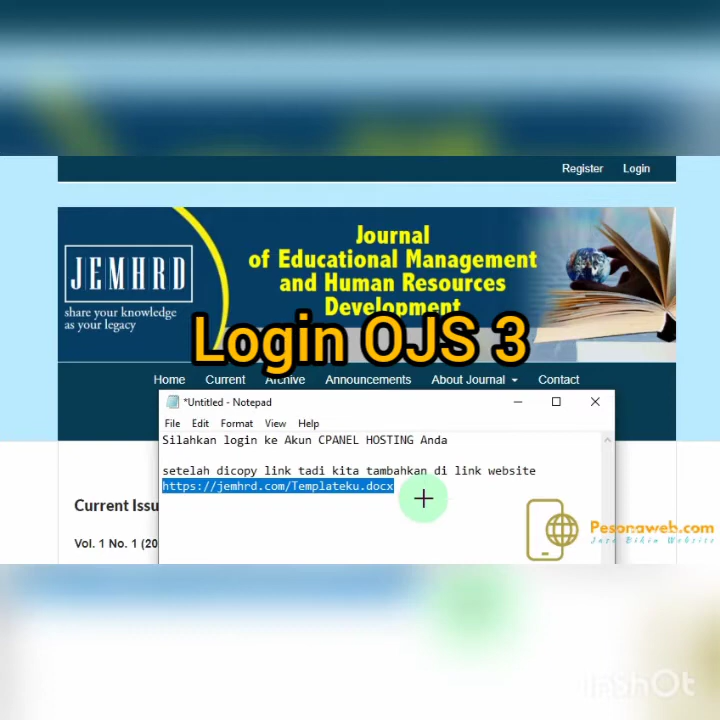 Register Login
JEMHRD
share your knowledge
as your legacy
Journal
of Educational Management
and Human Resources
Development
Login OJS 3
Home Current Archive Announcements About Journal Contact
*Untitled - Notepad
File Edit Format View Help
Silahkan login ke Akun CPANEL HOSTING Anda
setelah dicopy link tadi kita tambahkan di link website
https://jemhrd.com/Templateku.docx
Current Issu
Vol. 1 No. 1 (20
Pesonaweb.com
Jasa Bikin Website
InShOt